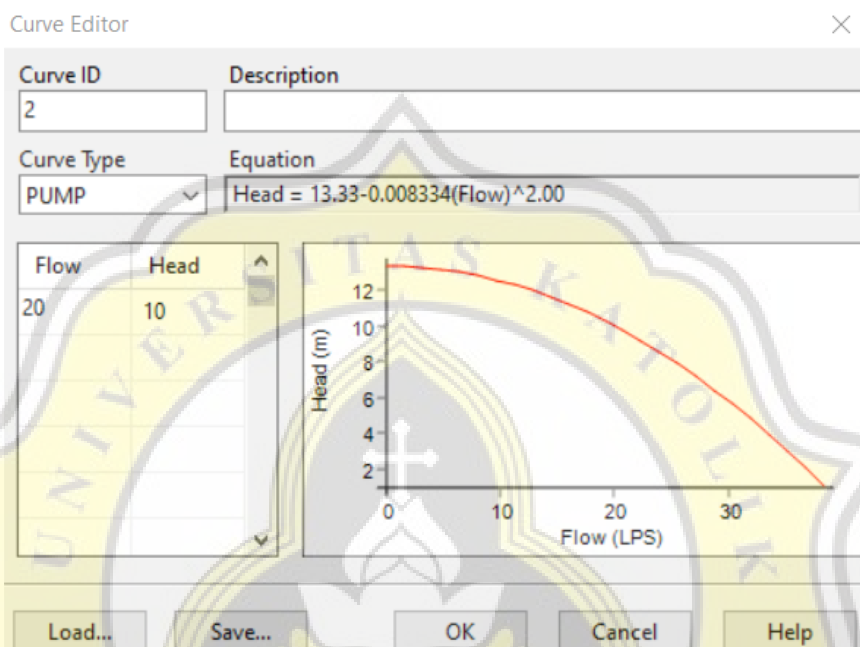 Curve Editor
Curve ID
Description
2
Curve Type
Equation
PUMP
Head = 13.33-0.008334(Flow)^2.00
Flow
Head
20
10
Head (m)
12
10
8
6
4
2
0
10
20
30
Flow (LPS)
UNIVERSITAS KATOLIK
Load...
Save...
OK
Cancel
Help